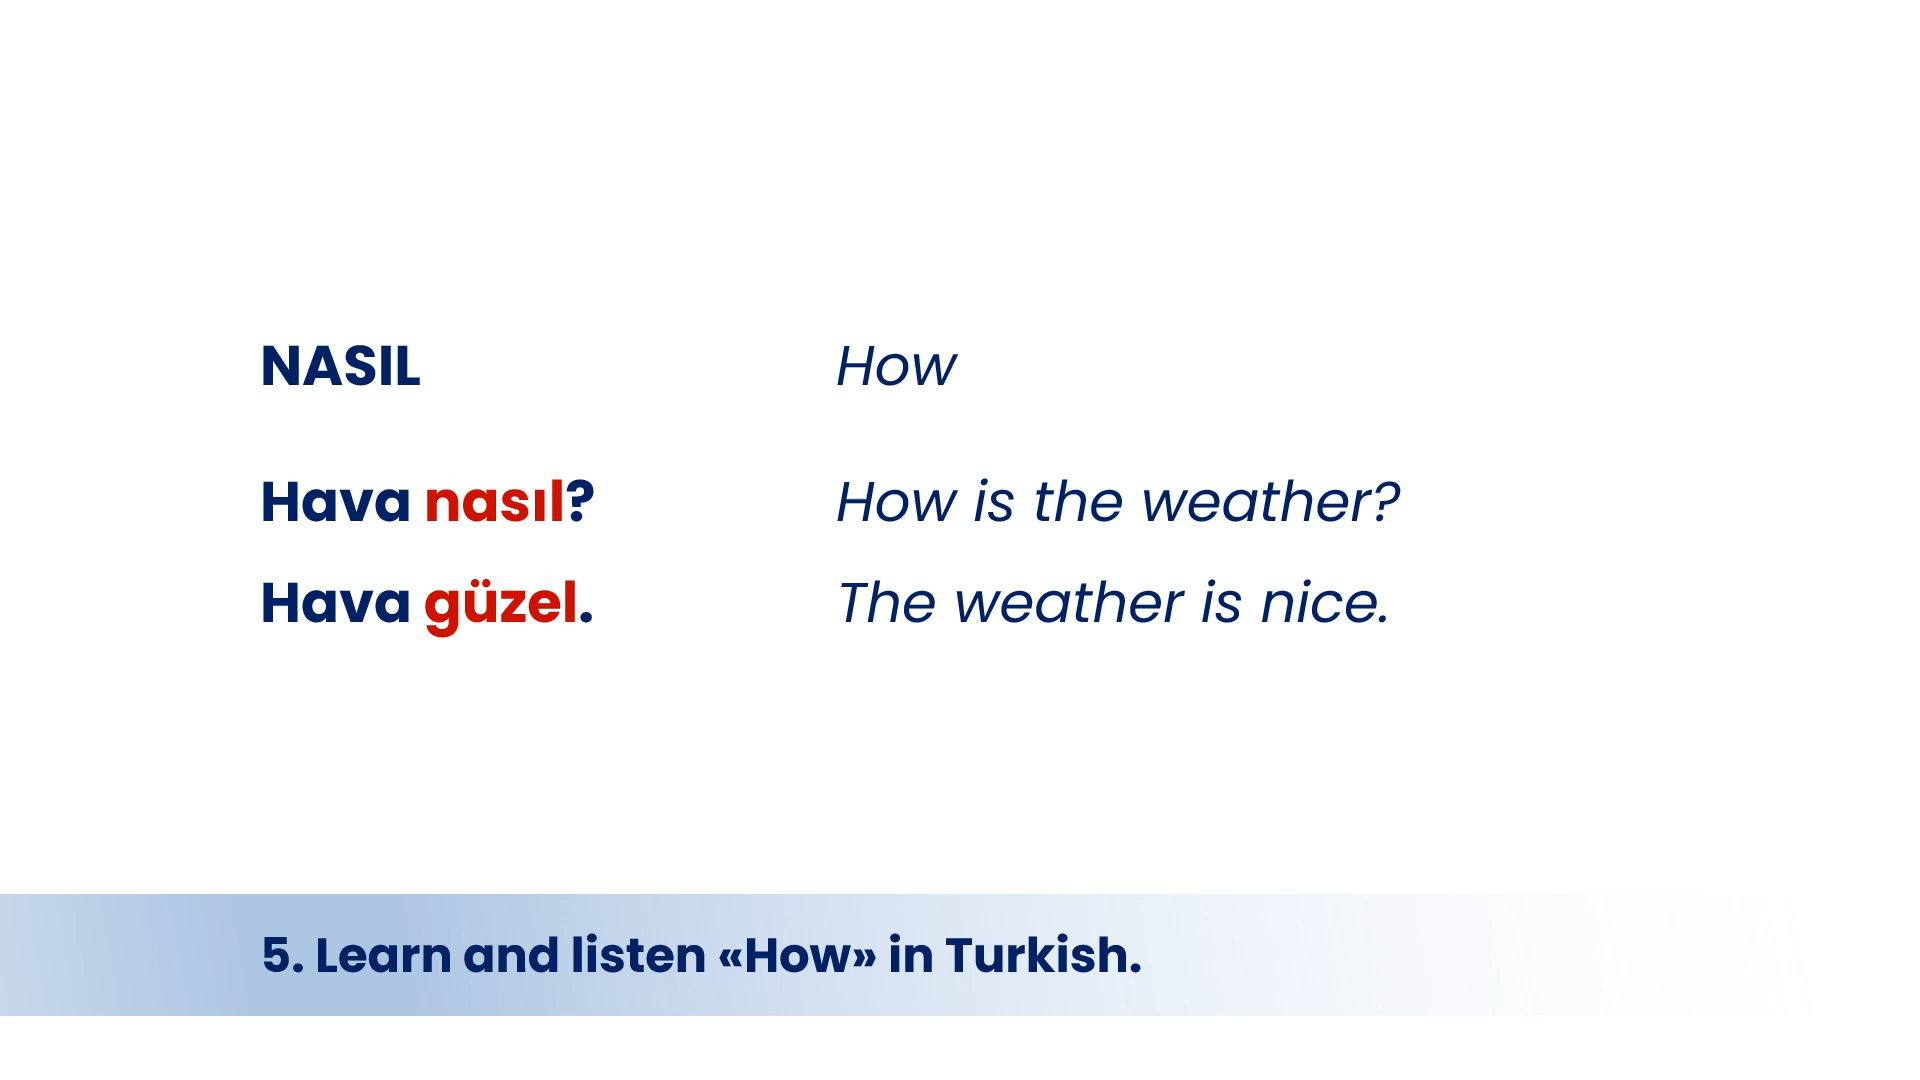 NASIL How
Hava nasıl? How is the weather?
Hava güzel. The weather is nice.
5. Learn and listen «How» in Turkish.